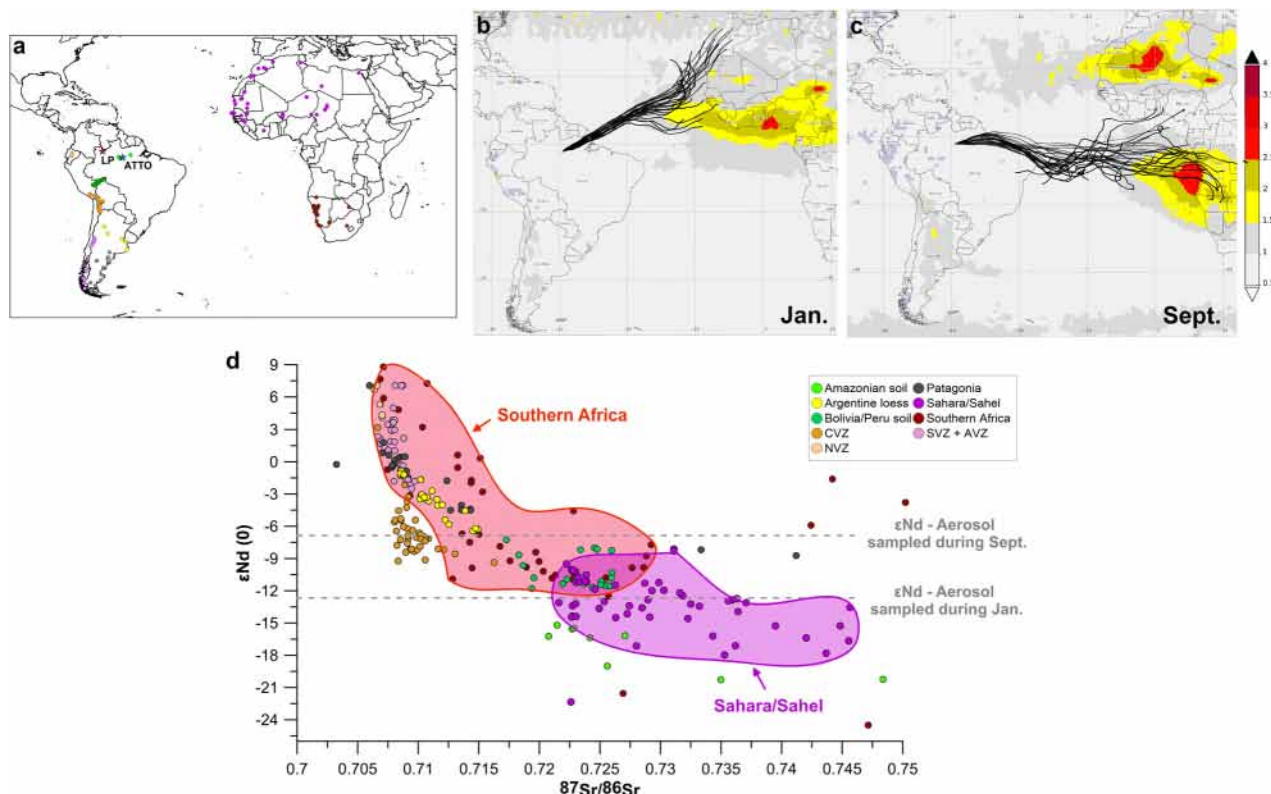 a
LP
ATTO
b
Jan.
c
Sept.
4
3.
3
2.
2
1.
1
0.
d
εNd (0)
9
6
3
0
-3
-6
-9
-12
-15
-18
-21
-24
Southern Africa
Amazonian soil
Argentine loess
Bolivia/Peru soil
CVZ
NVZ
Patagonia
Sahara/Sahel
Southern Africa
SVZ + AVZ
εNd - Aerosol
sampled during Sept.
εNd - Aerosol
sampled during Jan.
Sahara/Sahel
0.7
0.705
0.71
0.715
0.72
0.725
0.73
0.735
0.74
0.745
0.75
87Sr/86Sr